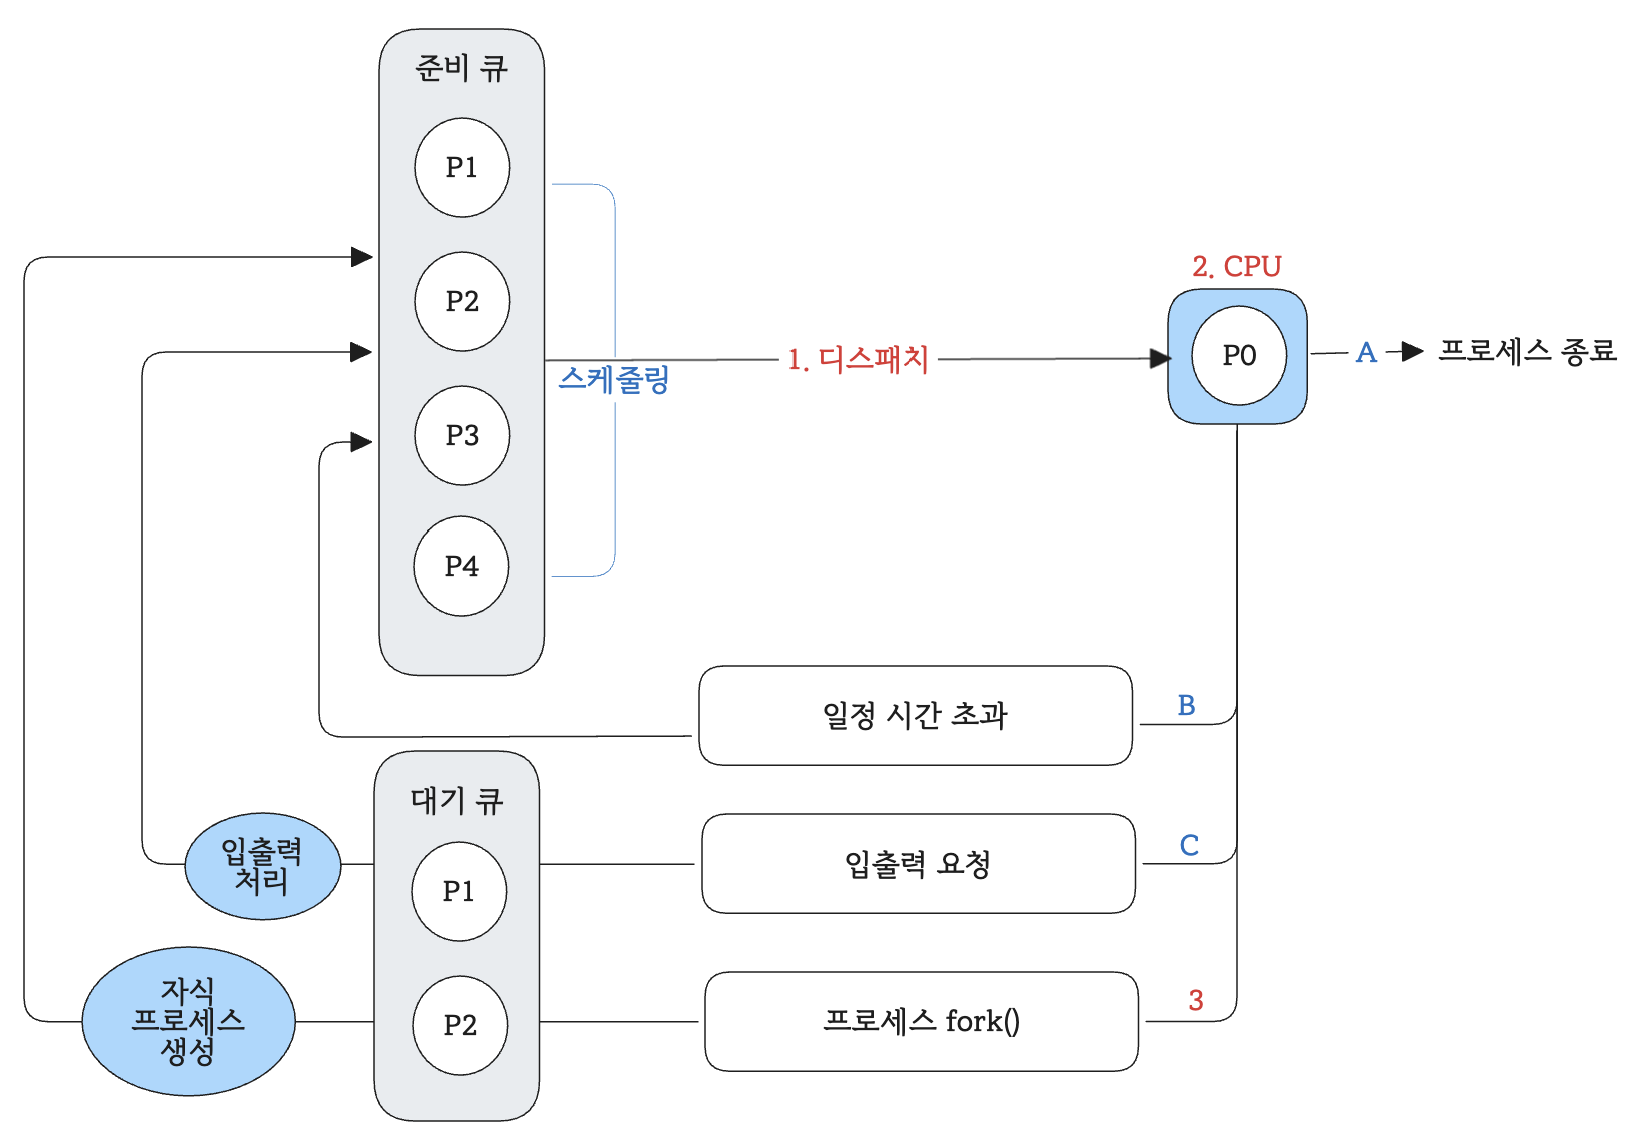 준비 큐
P1
P2
P3
P4
스케줄링
1. 디스패치
2. CPU
P0
A
프로세스 종료
일정 시간 초과
B
대기 큐
P1
P2
입출력
처리
입출력 요청
C
자식
프로세스
생성
프로세스 fork()
3